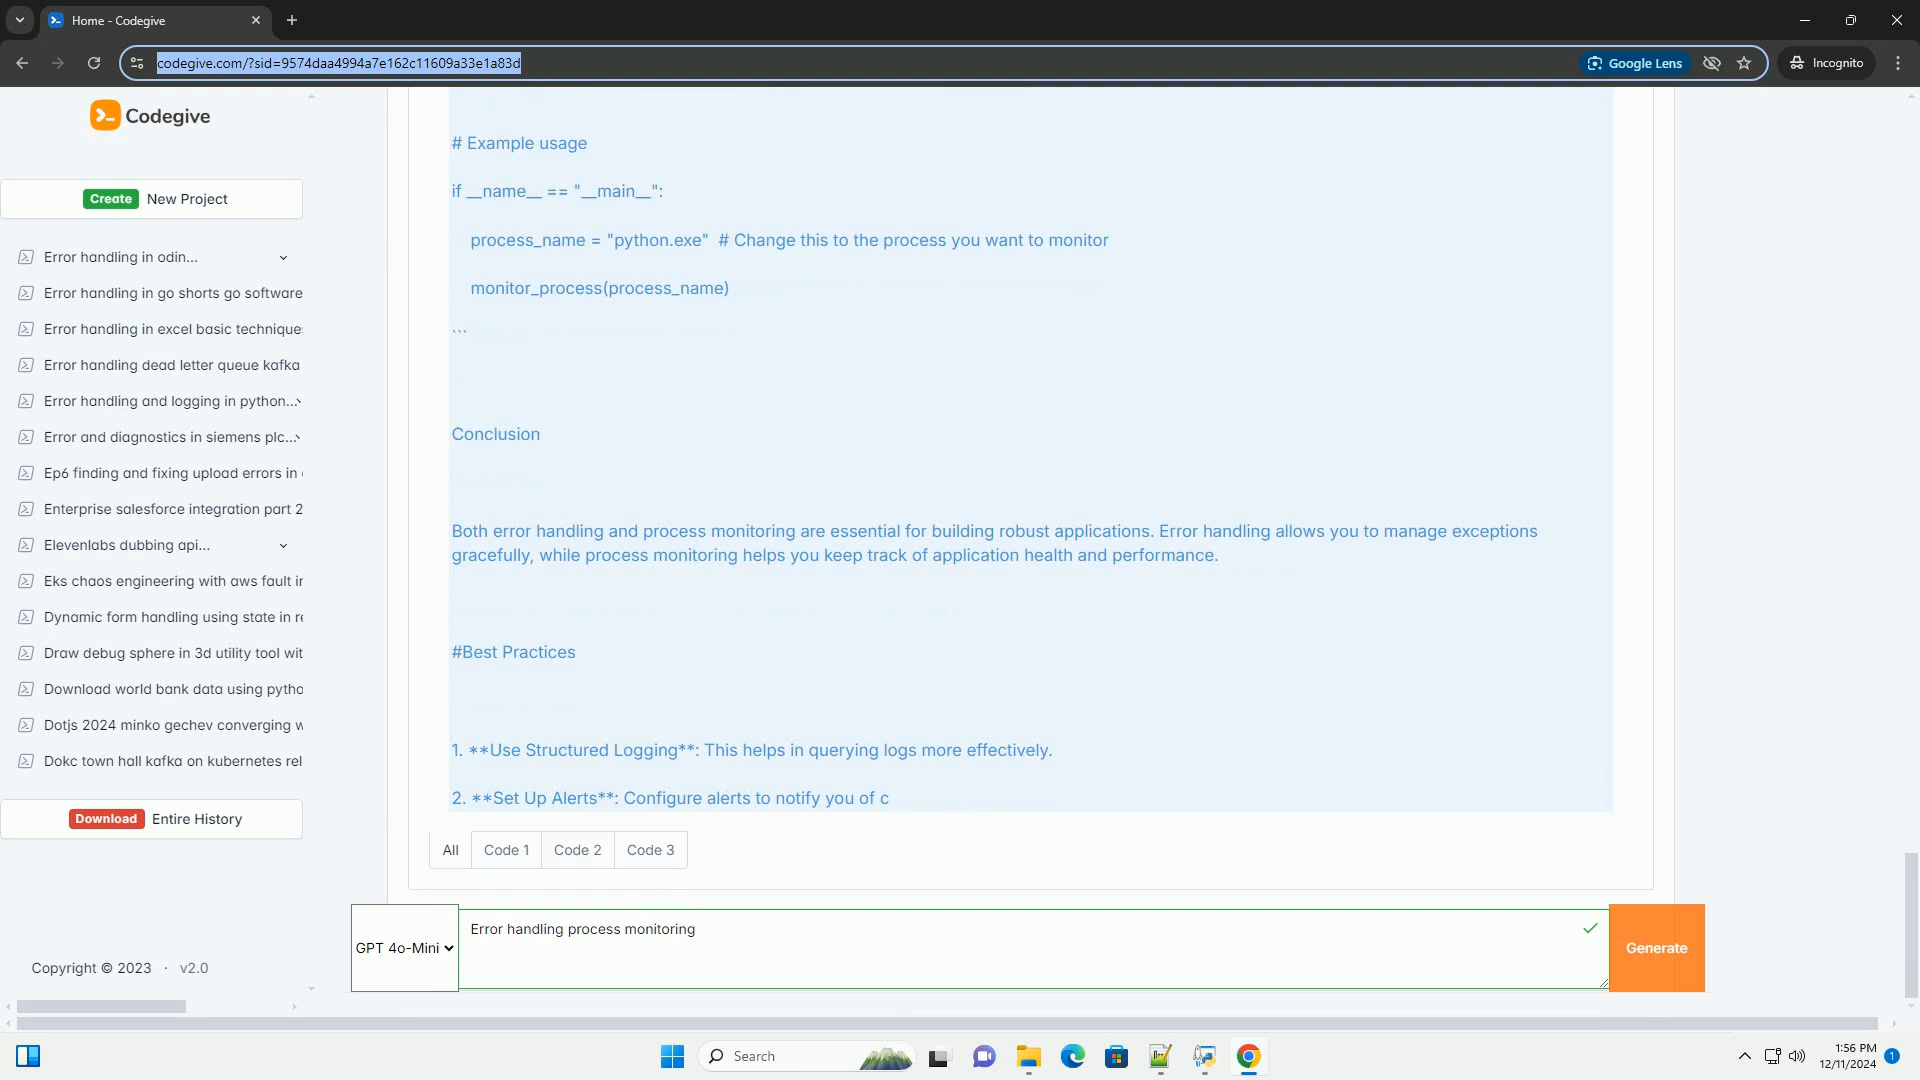 Home - Codegive
codegive.com/?sid=9574daa4994a7e162c11609a33e1a83d
Google Lens
Incognito
Codegive
Create New Project
Error handling in odin...
Error handling in go shorts go software
Error handling in excel basic technique
Error handling dead letter queue kafka
Error handling and logging in python...
Error and diagnostics in siemens plc...
Ep6 finding and fixing upload errors in
Enterprise salesforce integration part 2
Elevenlabs dubbing api...
Eks chaos engineering with aws fault in
Dynamic form handling using state in re
Draw debug sphere in 3d utility tool wit
Download world bank data using pytho
Dotjs 2024 minko gechev converging w
Dokc town hall kafka on kubernetes rel
Download Entire History
Copyright © 2023 · v2.0
# Example usage
if __name__ == "__main__":
process_name = "python.exe" # Change this to the process you want to monitor
monitor_process(process_name)
```
Conclusion
Both error handling and process monitoring are essential for building robust applications. Error handling allows you to manage exceptions
gracefully, while process monitoring helps you keep track of application health and performance.
#Best Practices
1. **Use Structured Logging**: This helps in querying logs more effectively.
2. **Set Up Alerts**: Configure alerts to notify you of c
All Code 1 Code 2 Code 3
GPT 4o-Mini
Error handling process monitoring
Generate
Search
1:56 PM
12/11/2024
1